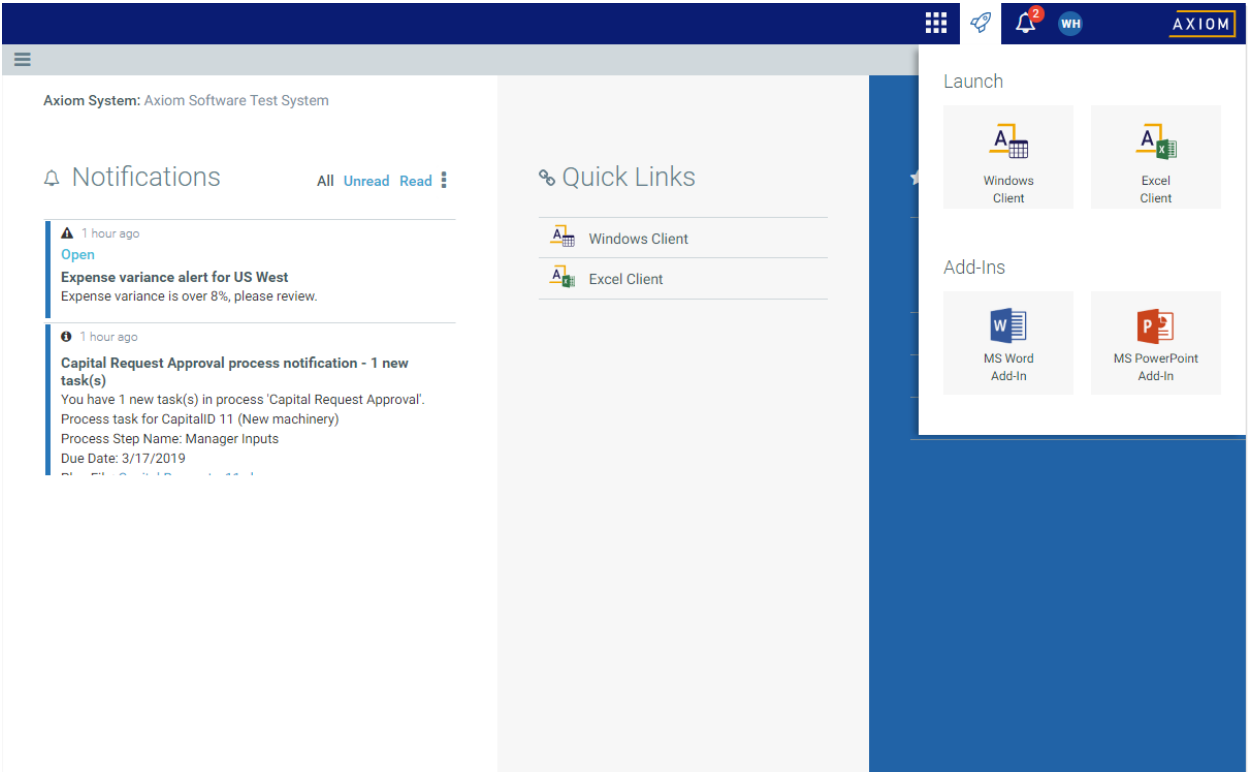 2
WH
AXIOM
Axiom System: Axiom Software Test System
Notifications
All Unread Read
1 hour ago
Open
Expense variance alert for US West
Expense variance is over 8%, please review.
1 hour ago
Capital Request Approval process notification - 1 new
task(s)
You have 1 new task(s) in process 'Capital Request Approval'.
Process task for CapitalID 11 (New machinery)
Process Step Name: Manager Inputs
Due Date: 3/17/2019
Quick Links
Windows Client
Excel Client
Launch
Windows
Client
Excel
Client
Add-Ins
MS Word
Add-In
MS PowerPoint
Add-In